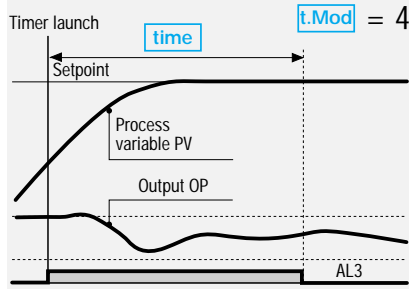 Timer launch
time
t.Mod = 4
Setpoint
Process
variable PV
Output OP
AL3